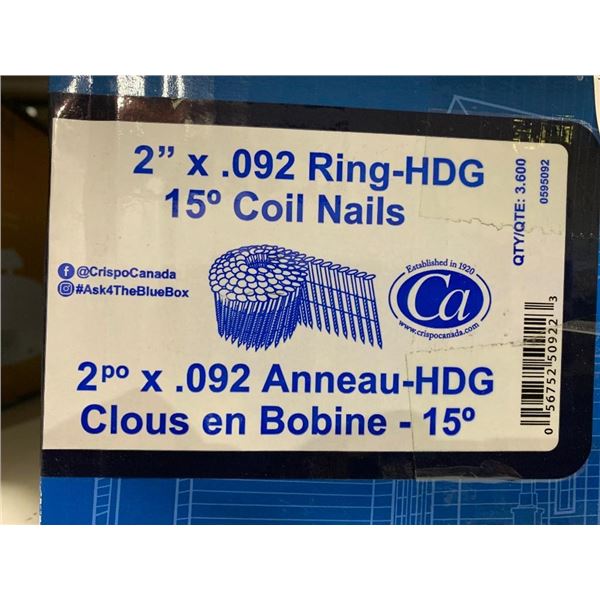 2” x .092 Ring-HDG
15º Coil Nails
@CrispoCanada
#Ask4TheBlueBox
Established in 1920
Ca
www.crispocanada.com
2po x .092 Anneau-HDG
Clous en Bobine - 15º
QTY/QTE: 3.600
0595092
0 56752 50922 3